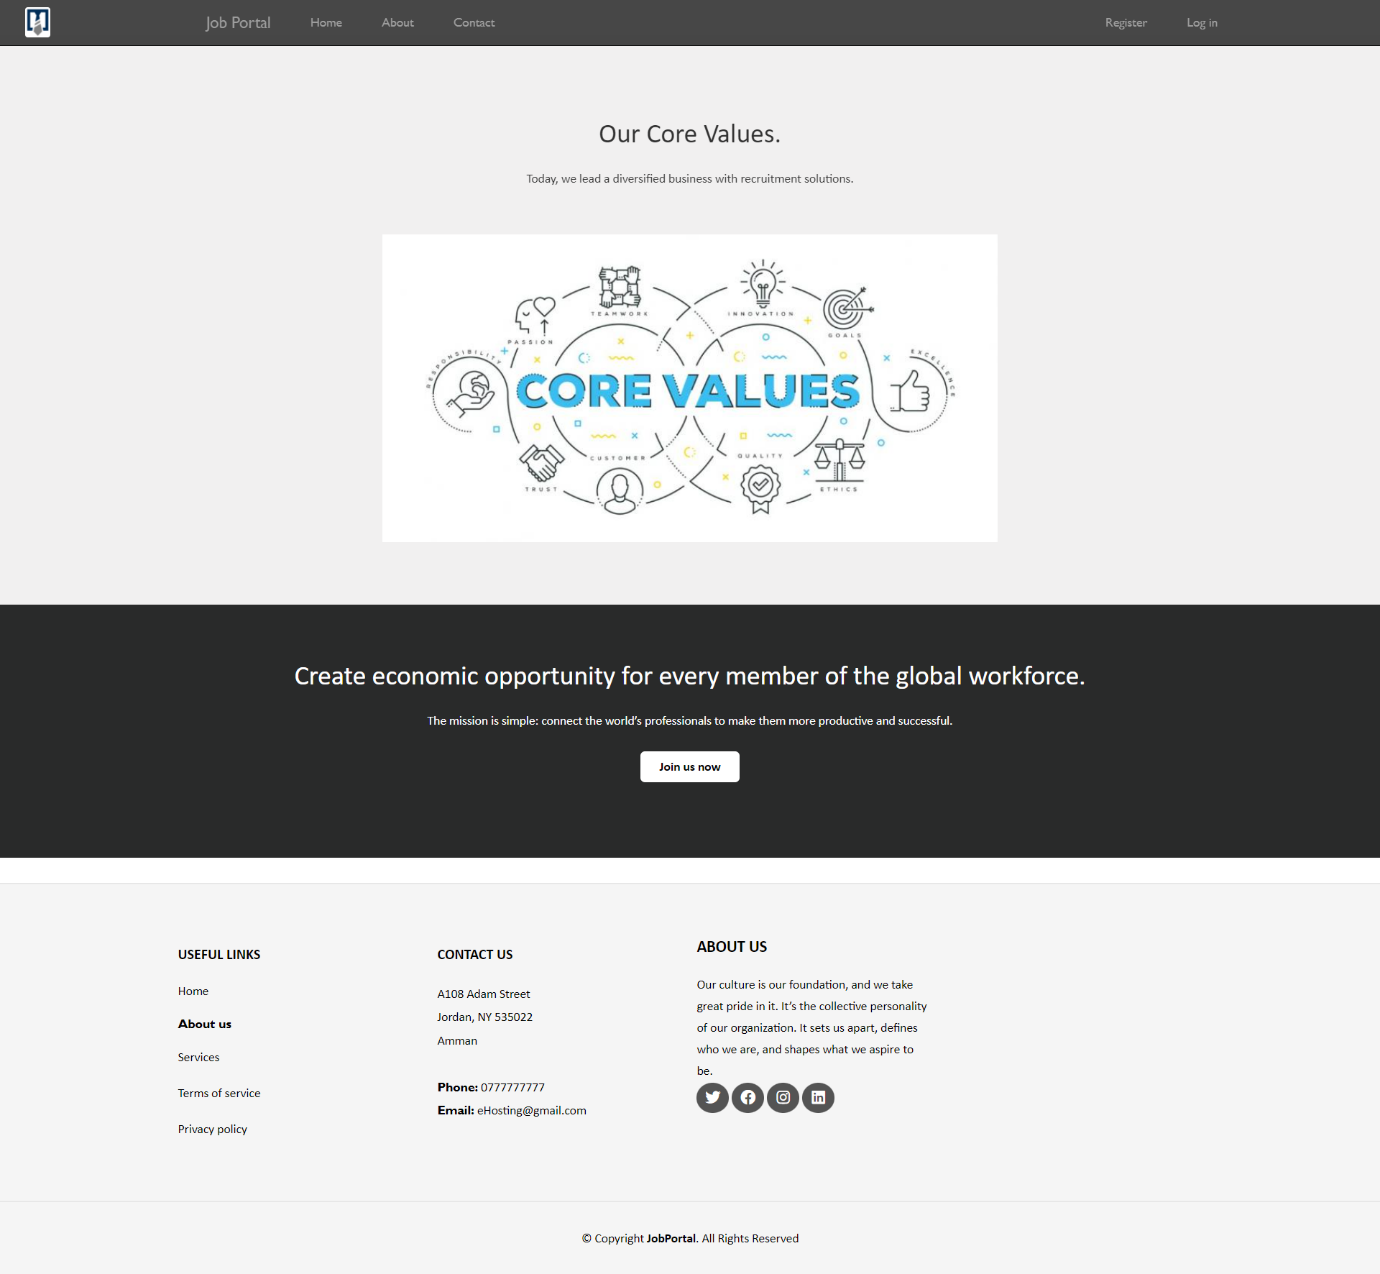 Job Portal
Home
About
Contact
Register
Log in
Our Core Values.
Today, we lead a diversified business with recruitment solutions.
TEAMWORK
INNOVATION
PASSION
GOALS
RESPONSIBILITY
EXCELLENCE
CORE VALUES
CUSTOMER
QUALITY
TRUST
ETHICS
Create economic opportunity for every member of the global workforce.
The mission is simple: connect the world’s professionals to make them more productive and successful.
Join us now
USEFUL LINKS
Home
About us
Services
Terms of service
Privacy policy
CONTACT US
A108 Adam Street
Jordan, NY 535022
Amman
Phone: 0777777777
Email: eHosting@gmail.com
ABOUT US
Our culture is our foundation, and we take
great pride in it. It’s the collective personality
of our organization. It sets us apart, defines
who we are, and shapes what we aspire to
be.
© Copyright JobPortal. All Rights Reserved